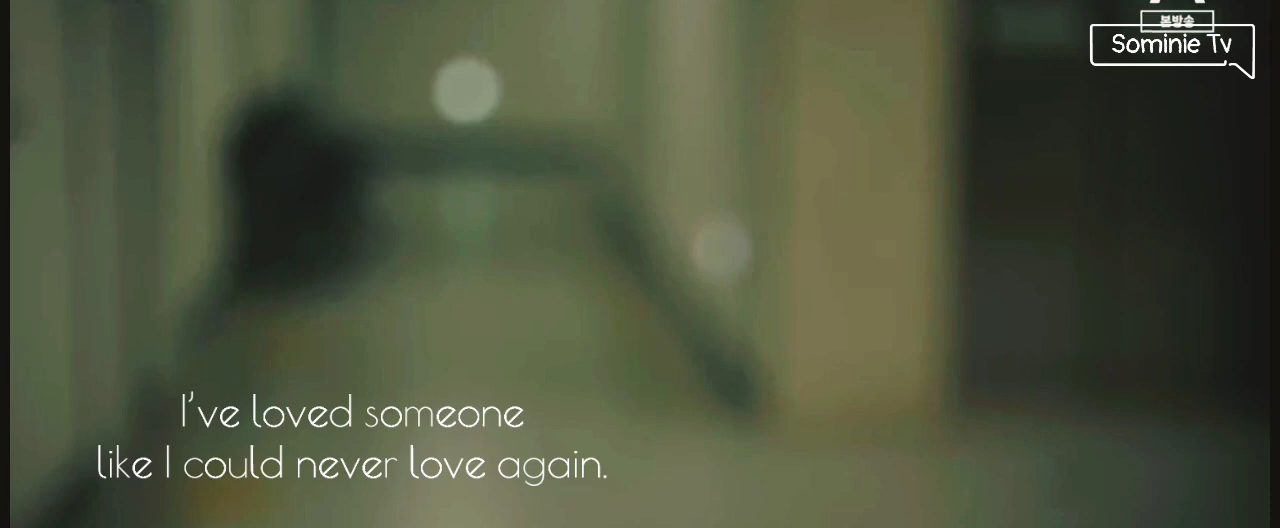 본방송
Sominie Tv
I've loved someone
like I could never love again.